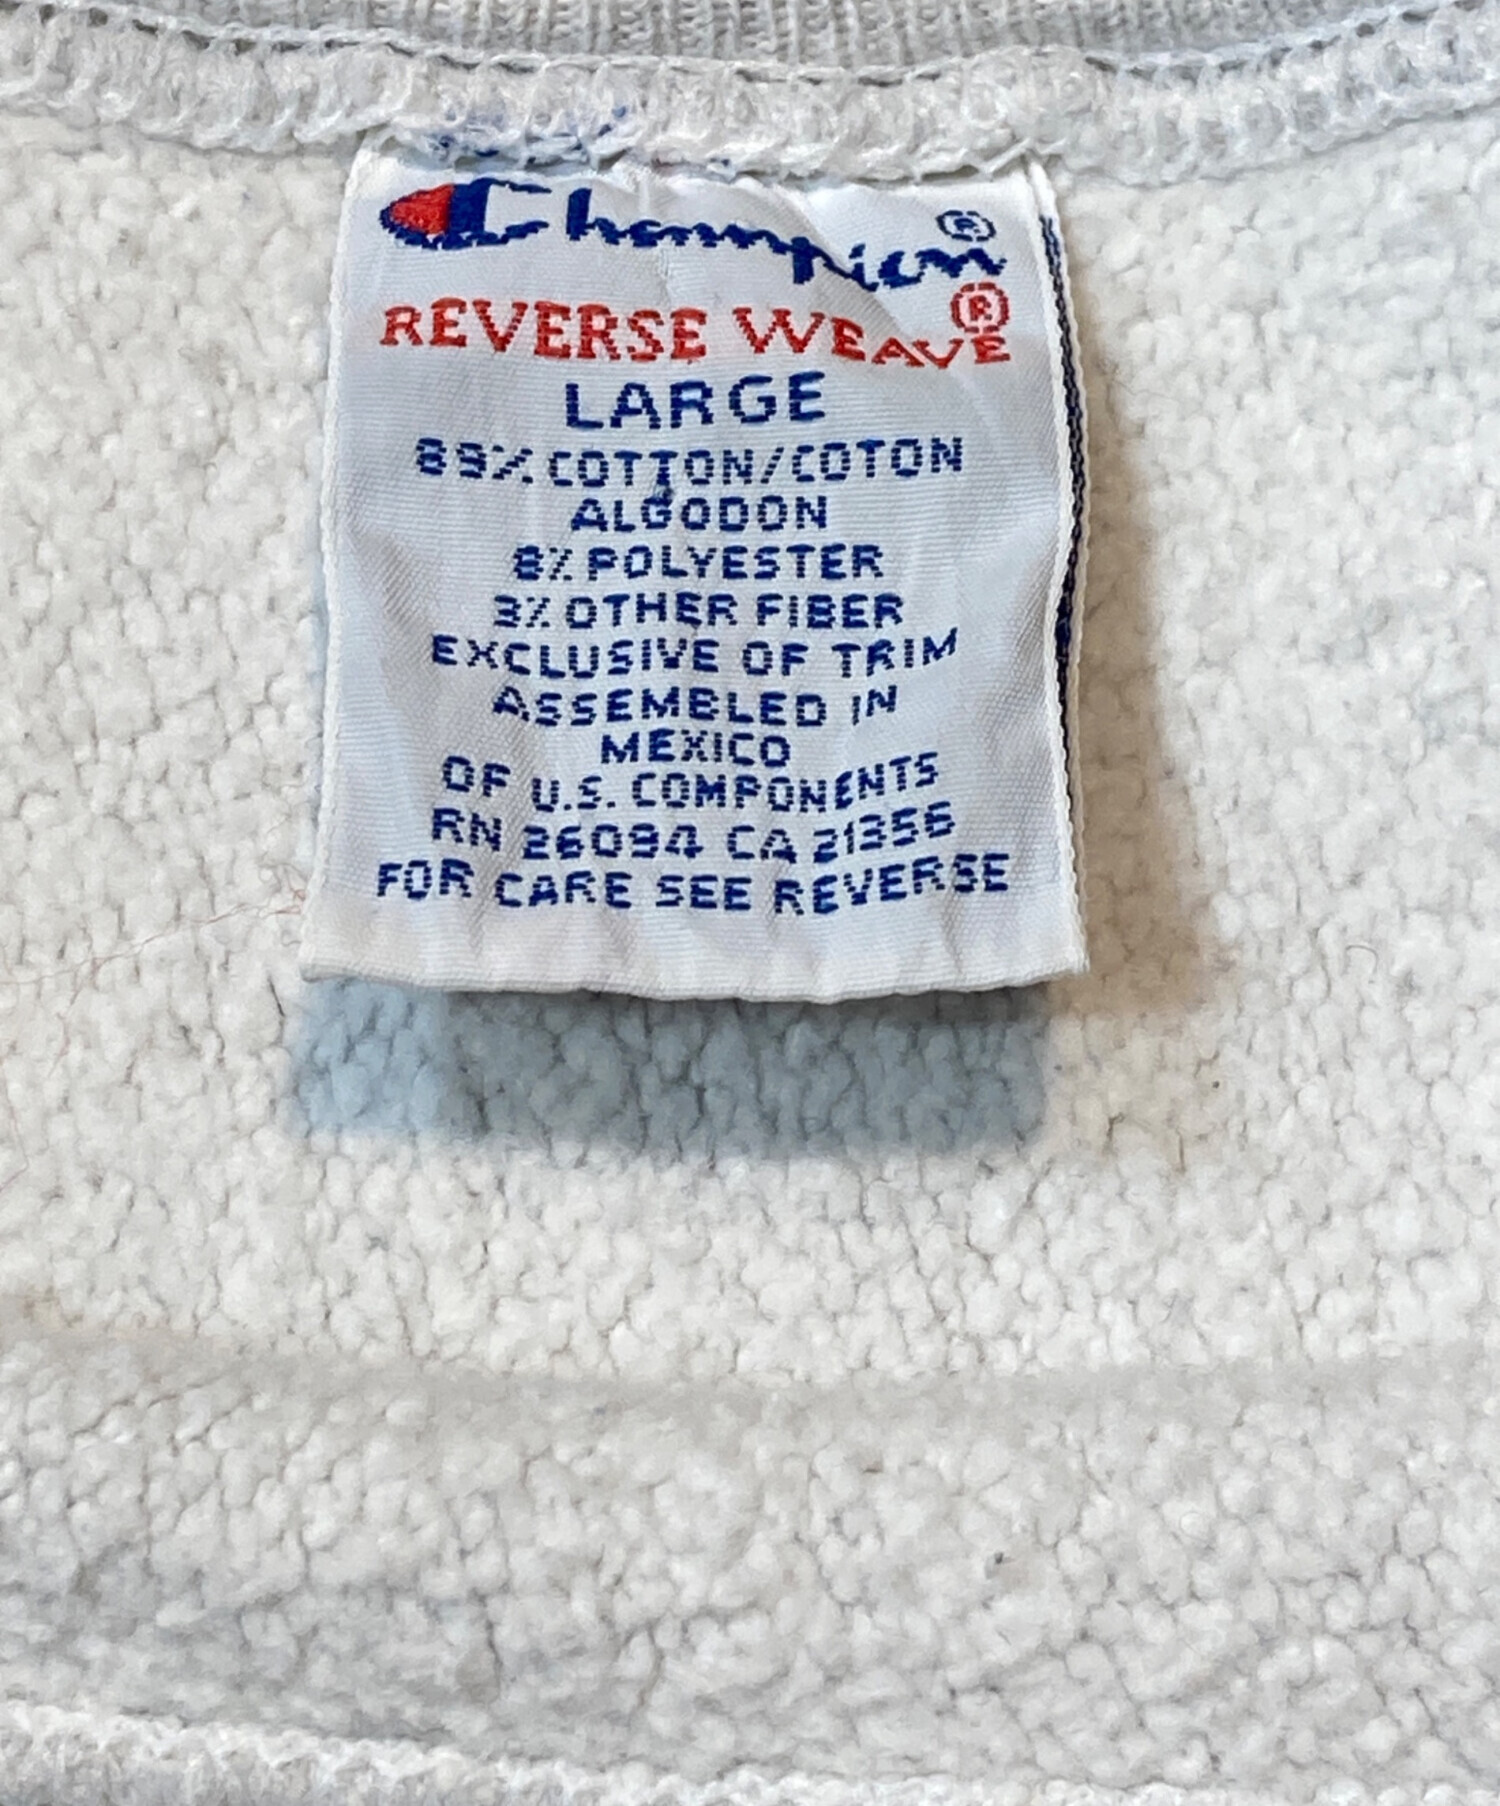 Champion®
REVERSE WEAVE®
LARGE
89% COTTON/COTON
ALGODON
8% POLYESTER
3% OTHER FIBER
EXCLUSIVE OF TRIM
ASSEMBLED IN
MEXICO
OF U.S. COMPONENTS
RN 26094 CA 21356
FOR CARE SEE REVERSE